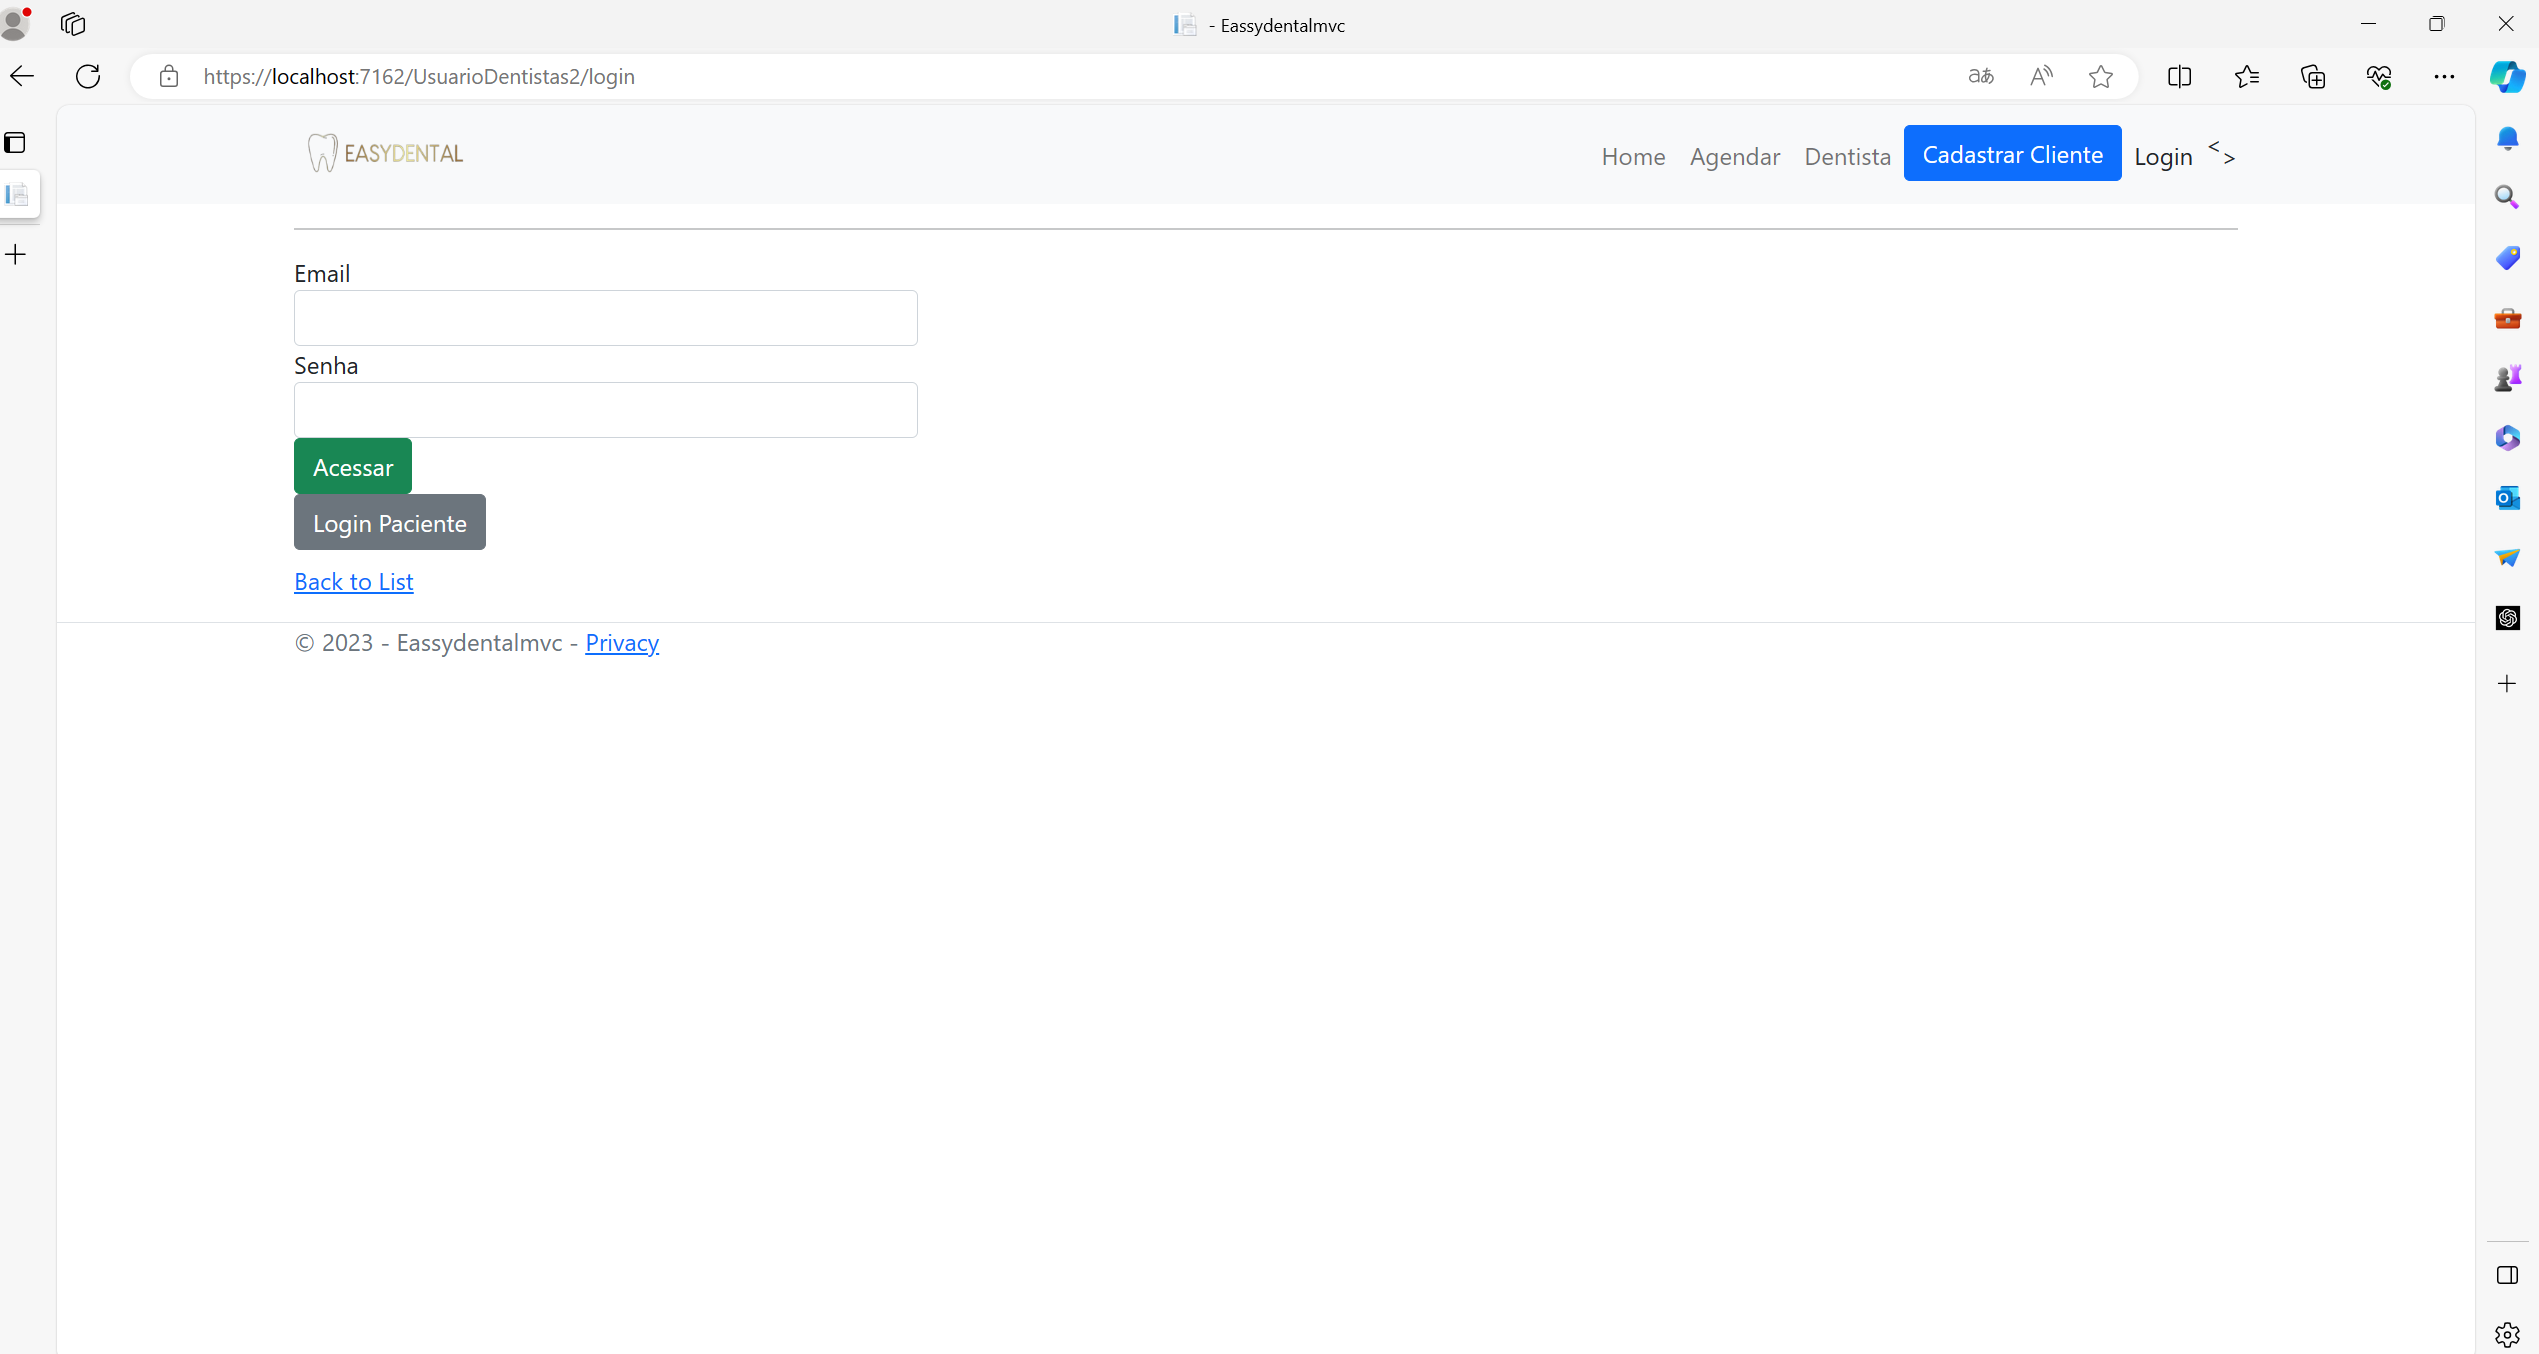 - Eassydentalmvc
https://localhost:7162/UsuarioDentistas2/login
EASYDENTAL
Home Agendar Dentista Cadastrar Cliente Login < >
Email
Senha
Acessar
Login Paciente
Back to List
© 2023 - Eassydentalmvc - Privacy